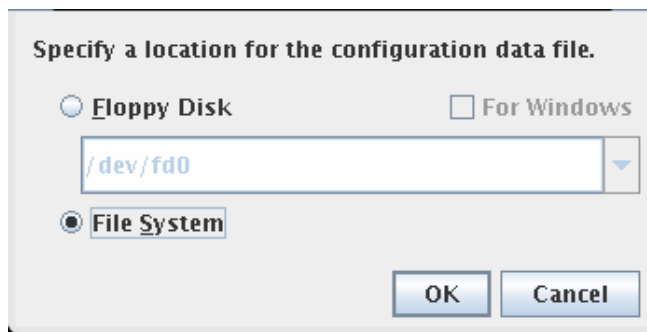 Specify a location for the configuration data file.
Floppy Disk For Windows
/dev/fd0
File System
OK Cancel